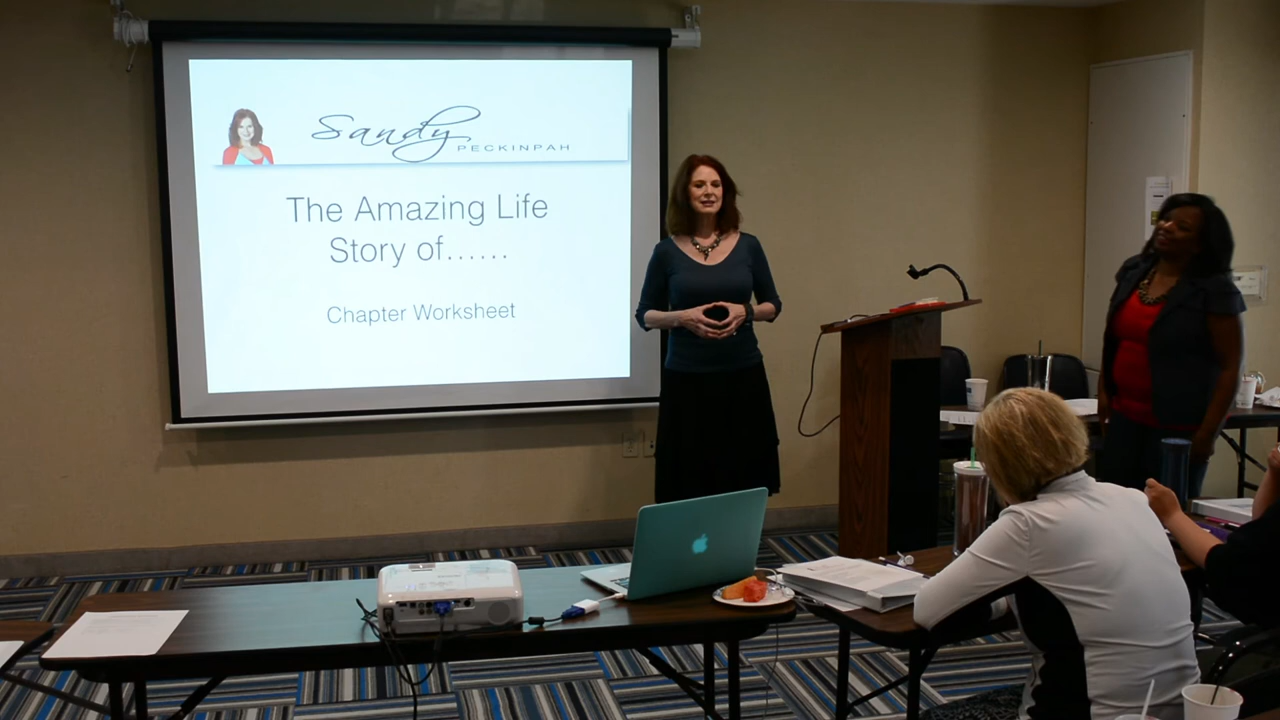 Sandy
PECKINPAH
The Amazing Life
Story of......
Chapter Worksheet